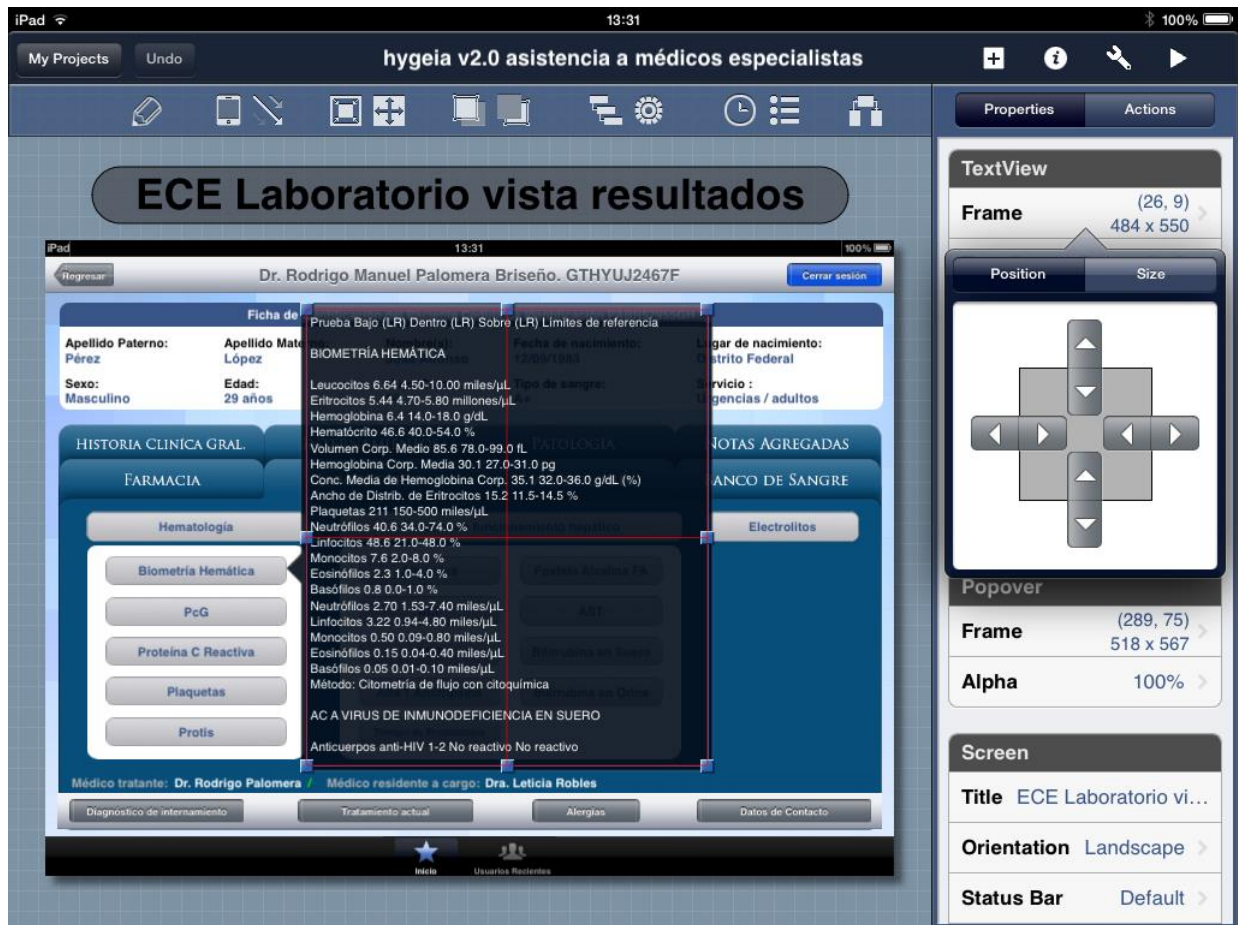 iPad 13:31 100%
My Projects Undo hygeia v2.0 asistencia a médicos especialistas
Properties Actions
ECE Laboratorio vista resultados
TextView
Frame (26, 9)
484 x 550
Position Size
iPad 13:31 100%
Regresar Dr. Rodrigo Manuel Palomera Briseño. GTHYUJ2467F Cerrar sesión
Ficha de
Apellido Paterno: Apellido Mate Fecha de nacimiento: Lugar de nacimiento:
Pérez López 12/09/1983 Distrito Federal
Sexo: Edad: Tipo de sangre: Servicio :
Masculino 29 años Urgencias / adultos
HISTORIA CLINÍCA GRAL. PATOLOGÍA NOTAS AGREGADAS
FARMACIA BANCO DE SANGRE
Hematología Electrolitos
Biometría Hemática
PcG
Proteína C Reactiva
Plaquetas
Protis
Fosfata Alcalina FA
AST
Bilirrubina en Suero
Bilirrubina en Orina
Prueba Bajo (LR) Dentro (LR) Sobre (LR) Límites de referencia
BIOMETRÍA HEMÁTICA
Leucocitos 6.64 4.50-10.00 miles/µL
Eritrocitos 5.44 4.70-5.80 millones/µL
Hemoglobina 6.4 14.0-18.0 g/dL
Hematócrito 46.6 40.0-54.0 %
Volumen Corp. Medio 85.6 78.0-99.0 fL
Hemoglobina Corp. Media 30.1 27.0-31.0 pg
Conc. Media de Hemoglobina Corp. 35.1 32.0-36.0 g/dL (%)
Ancho de Distrib. de Eritrocitos 15.2 11.5-14.5 %
Plaquetas 211 150-500 miles/µL
Neutrófilos 40.6 34.0-74.0 %
Linfocitos 48.6 21.0-48.0 %
Monocitos 7.6 2.0-8.0 %
Eosinófilos 2.3 1.0-4.0 %
Basófilos 0.8 0.0-1.0 %
Neutrófilos 2.70 1.53-7.40 miles/µL
Linfocitos 3.22 0.94-4.80 miles/µL
Monocitos 0.50 0.09-0.80 miles/µL
Eosinófilos 0.15 0.04-0.40 miles/µL
Basófilos 0.05 0.01-0.10 miles/µL
Método: Citometría de flujo con citoquímica
AC A VIRUS DE INMUNODEFICIENCIA EN SUERO
Anticuerpos anti-HIV 1-2 No reactivo No reactivo
Médico tratante: Dr. Rodrigo Palomera / Médico residente a cargo: Dra. Leticia Robles
Diagnóstico de internamiento Tratamiento actual Alergias Datos de Contacto
Inicio Usuarios Recientes
Popover
Frame (289, 75)
518 x 567
Alpha 100%
Screen
Title ECE Laboratorio vi...
Orientation Landscape
Status Bar Default